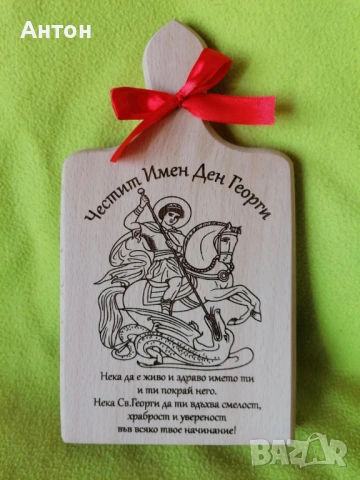 Антон
Честит Имен Ден Георги
Нека да е живо и здраво името ти
и ти покрай него.
Нека Св.Георги да ти вдъхва смелост,
храброст и увереност
във всяко твое начинание!
BAZAR